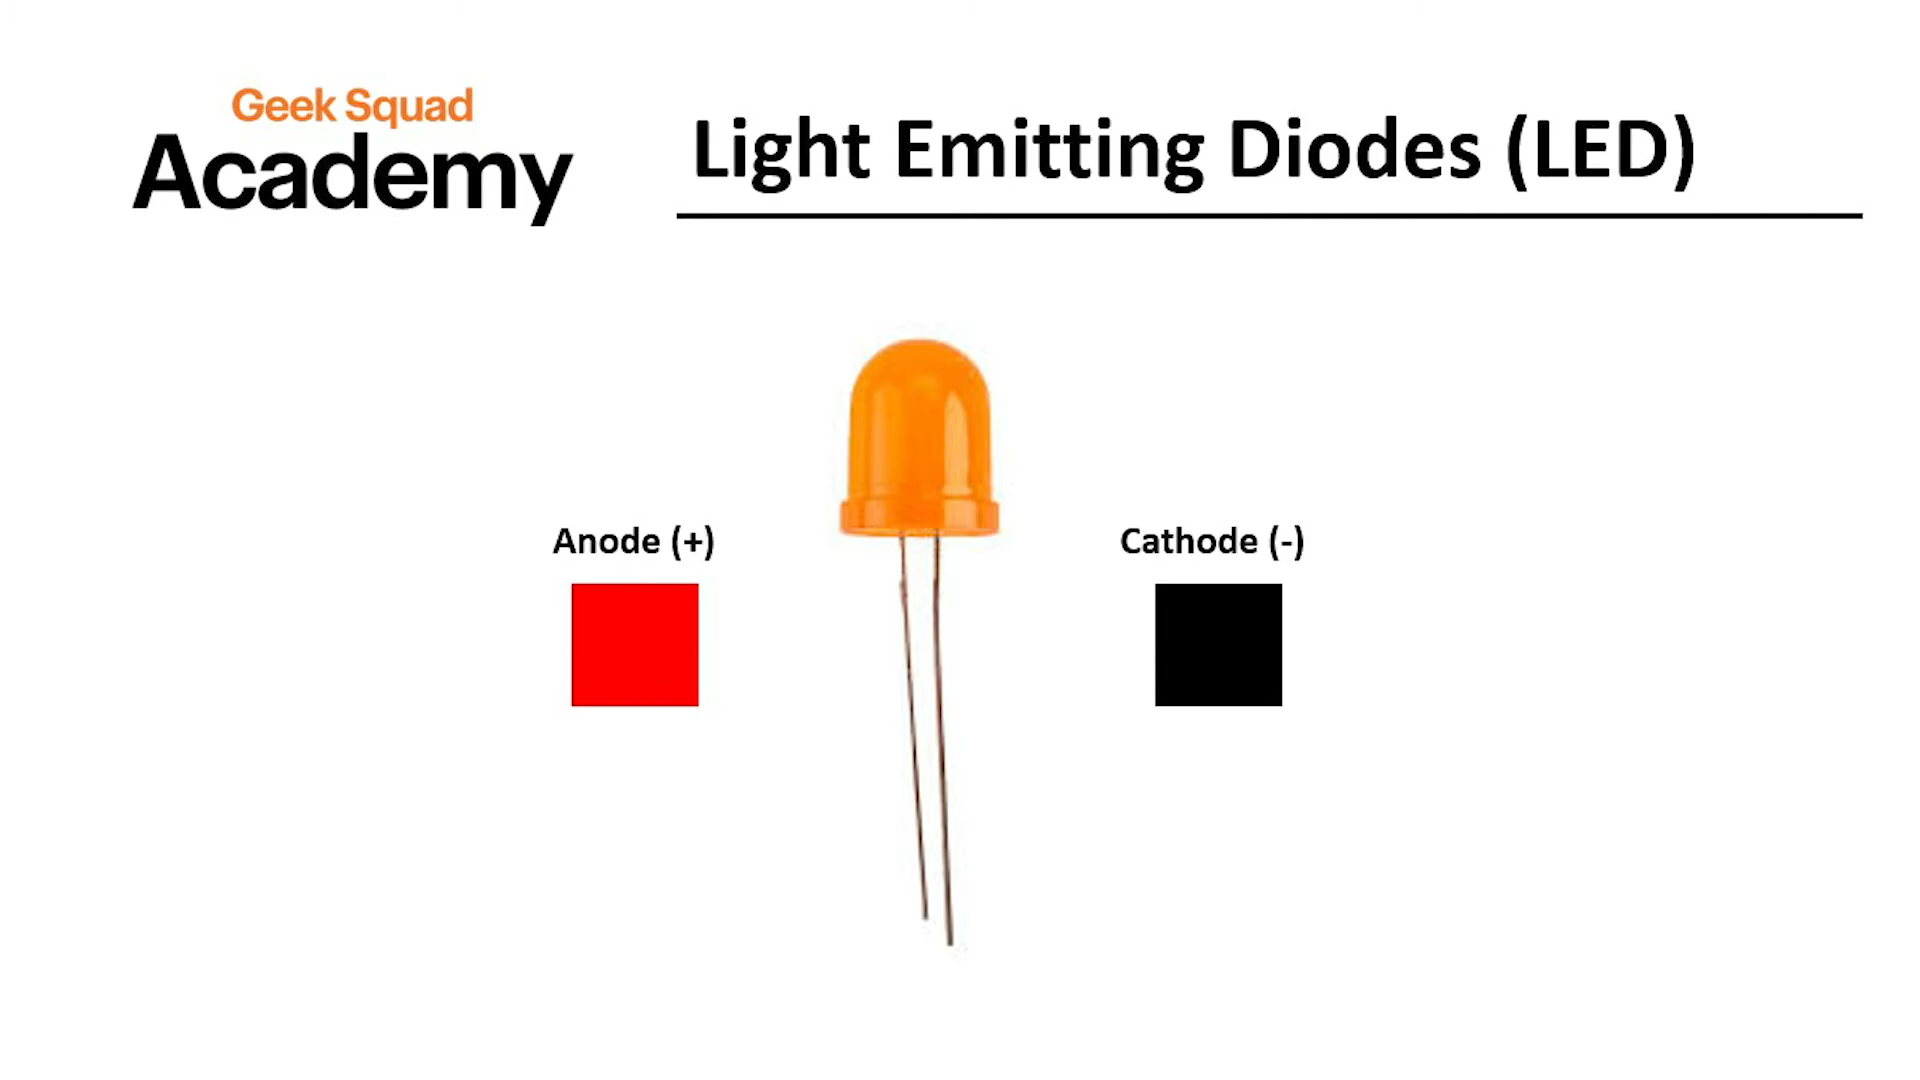 Geek Squad
Academy
Light Emitting Diodes (LED)
Anode (+)
Cathode (-)